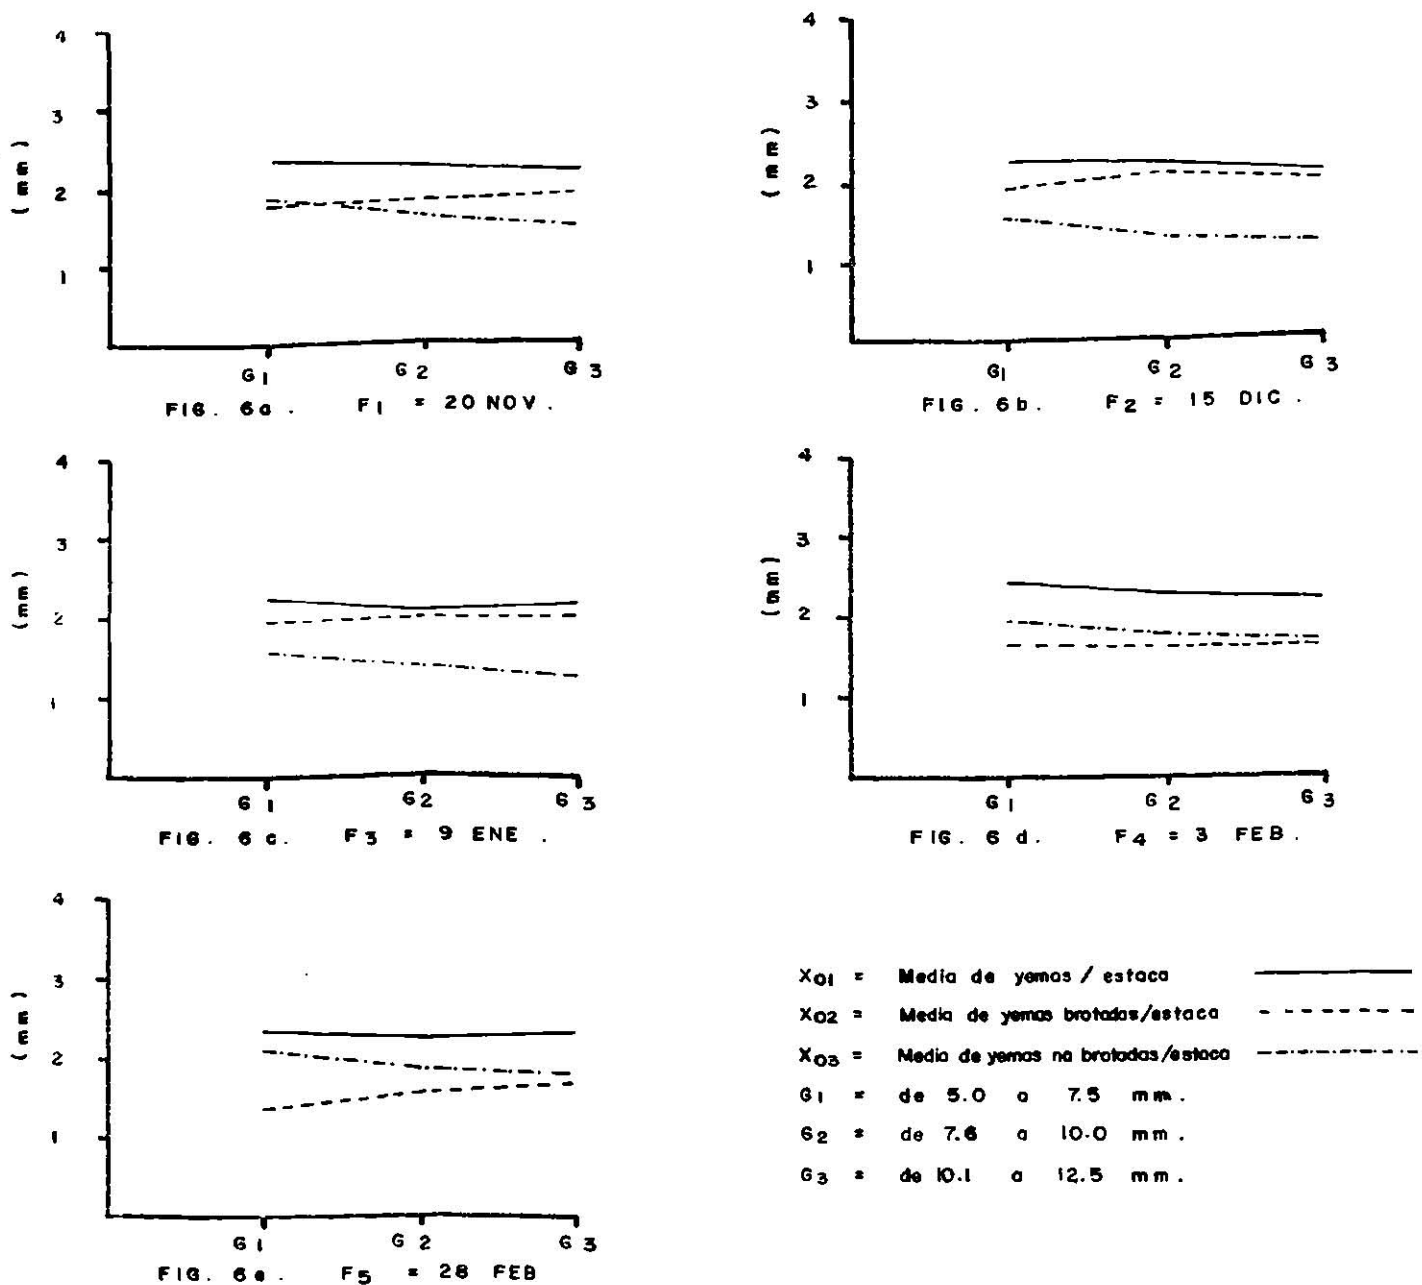 4
3
2
1
(mm)
G1 G2 G3
FIG. 6a. F1 = 20 NOV.
4
3
2
1
(mm)
G1 G2 G3
FIG. 6b. F2 = 15 DIC.
4
3
2
1
(mm)
G1 G2 G3
FIG. 6c. F3 = 9 ENE.
4
3
2
1
(mm)
G1 G2 G3
FIG. 6d. F4 = 3 FEB.
4
3
2
1
(mm)
G1 G2 G3
FIG. 6e. F5 = 28 FEB
X01 = Media de yemas / estaca
X02 = Media de yemas brotadas/estaca
X03 = Media de yemas no brotadas/estaca
G1 = de 5.0 a 7.5 mm.
G2 = de 7.6 a 10.0 mm.
G3 = de 10.1 a 12.5 mm.